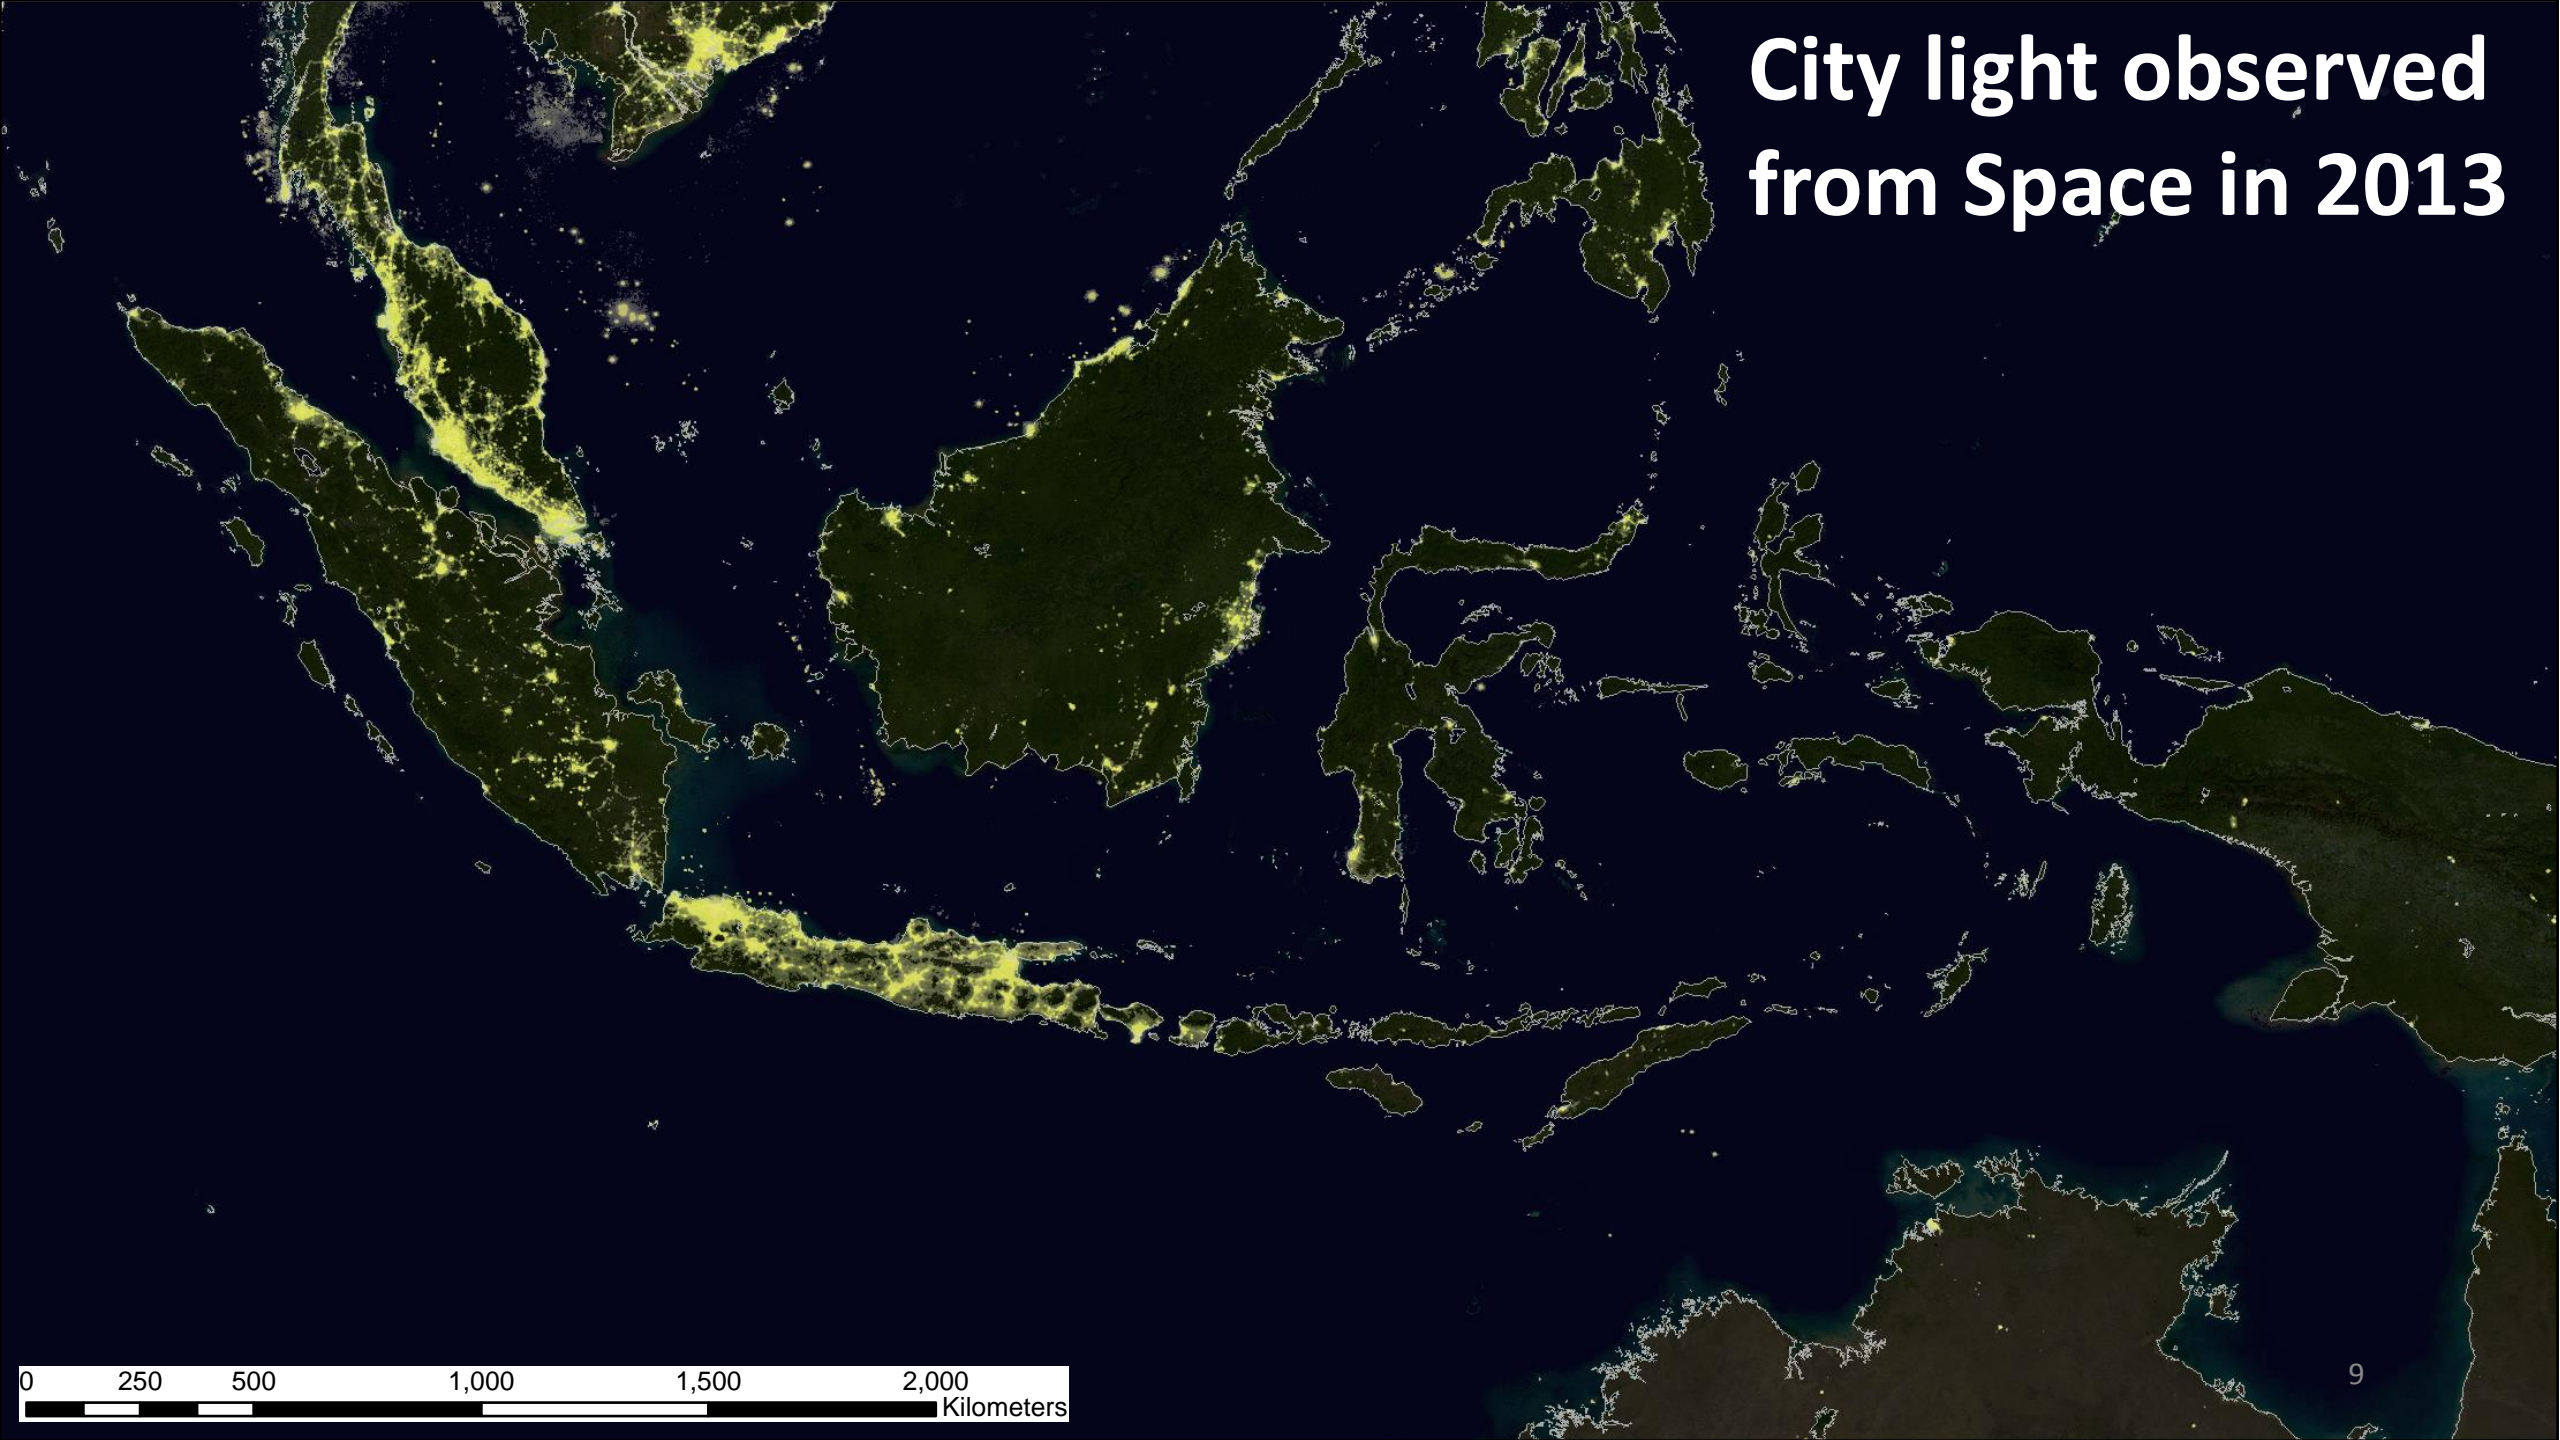 City light observed
from Space in 2013
0 250 500 1,000 1,500 2,000
Kilometers
9